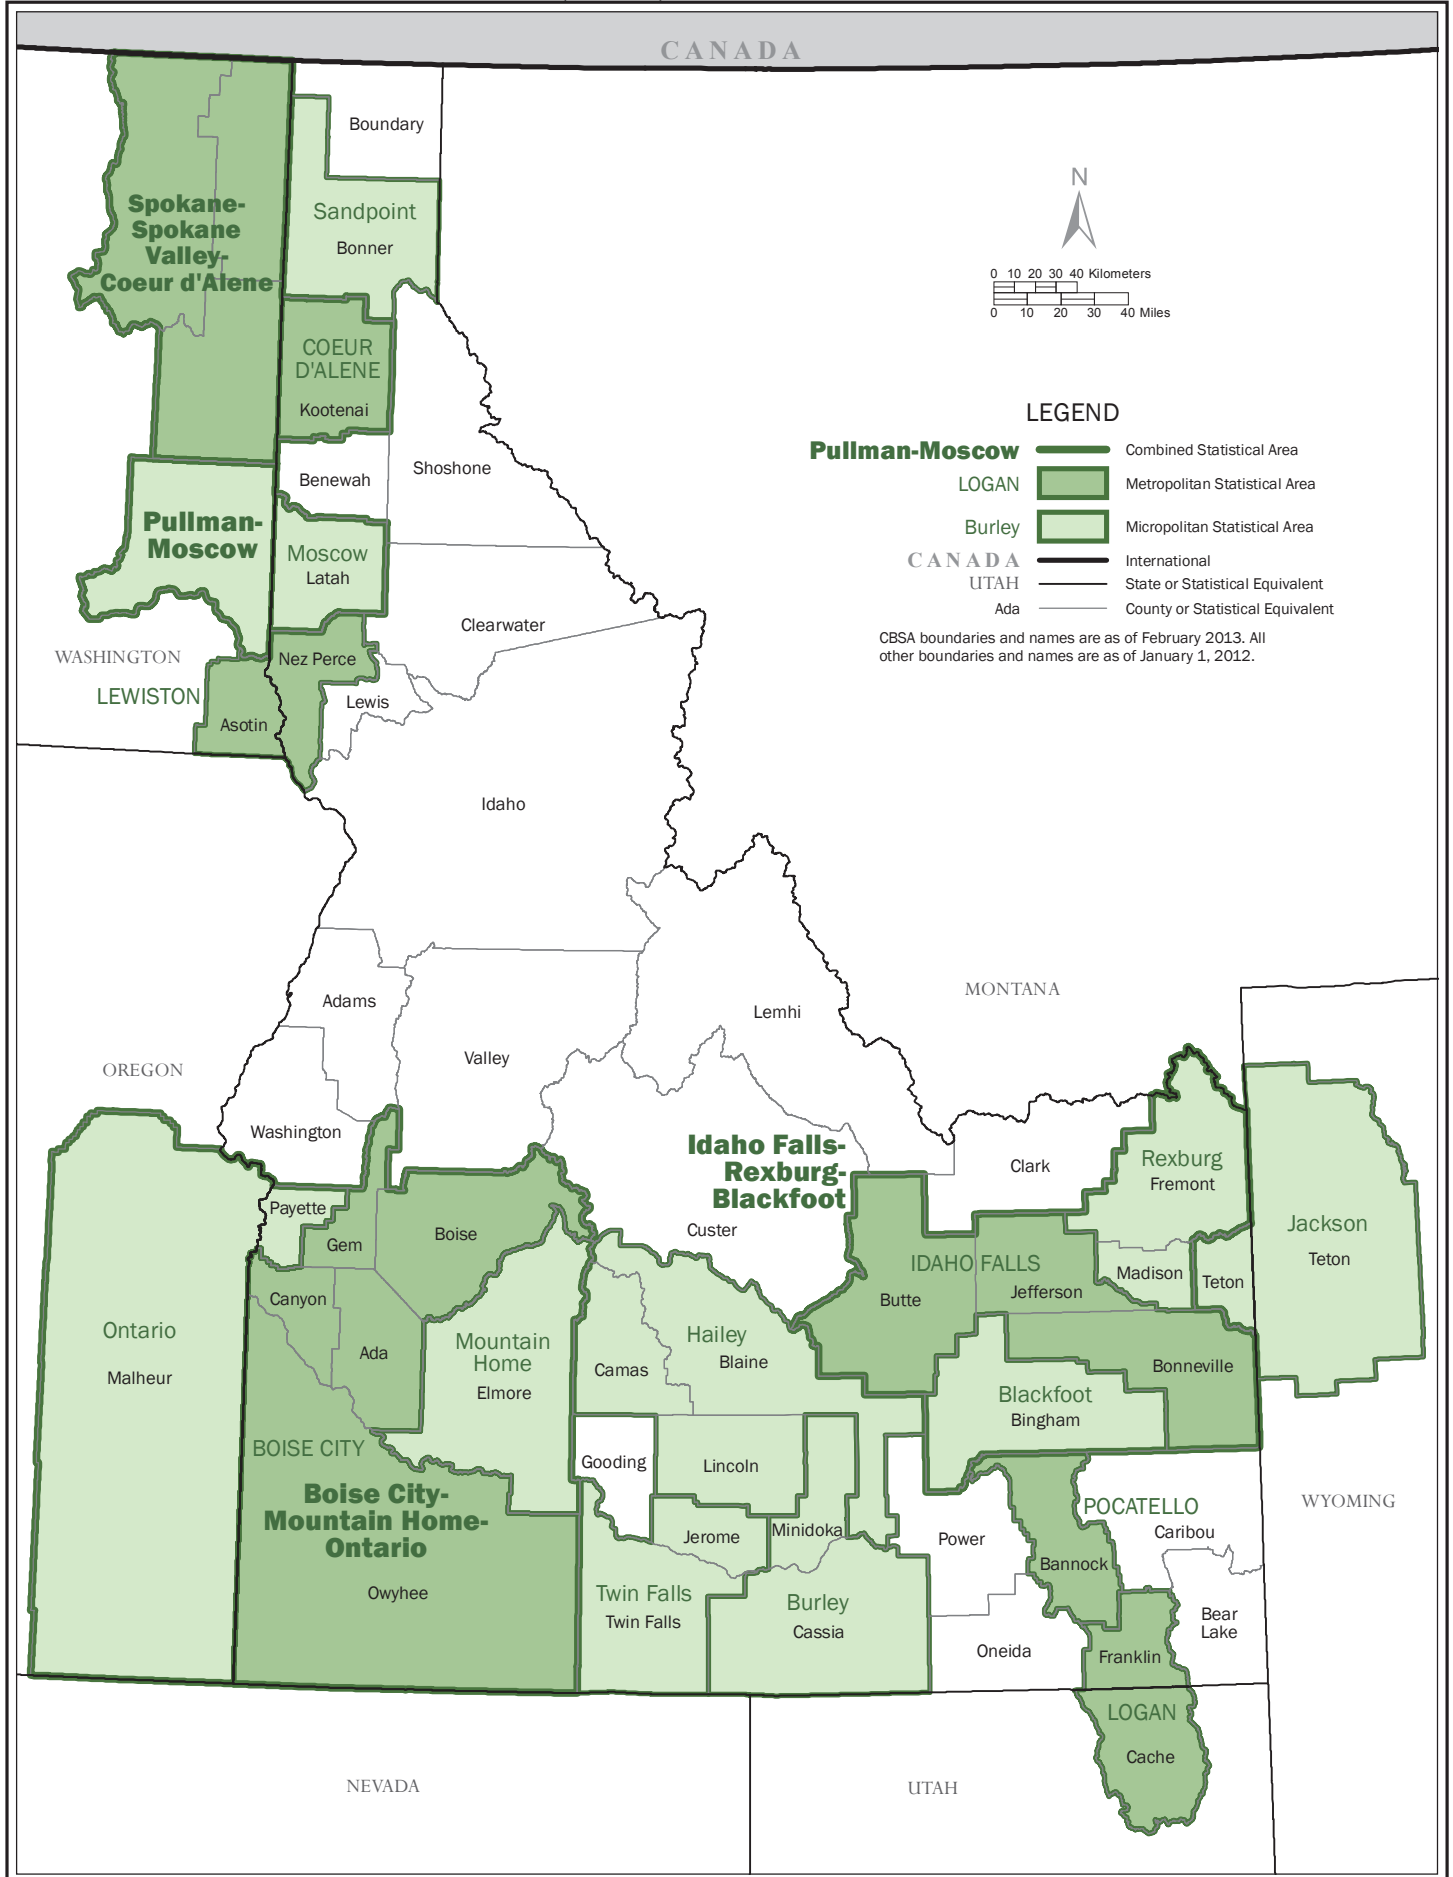 CANADA
Boundary
N
Spokane-
Spokane
Valley-
Coeur d'Alene
Sandpoint
Bonner
0 10 20 30 40 Kilometers
0 10 20 30 40 Miles
COEUR
D'ALENE
Kootenai
LEGEND
Pullman-Moscow Combined Statistical Area
LOGAN Metropolitan Statistical Area
Burley Micropolitan Statistical Area
CANADA International
UTAH State or Statistical Equivalent
Ada County or Statistical Equivalent
CBSA boundaries and names are as of February 2013. All
other boundaries and names are as of January 1, 2012.
Benewah
Shoshone
Pullman-
Moscow
Moscow
Latah
Clearwater
WASHINGTON
Nez Perce
LEWISTON
Lewis
Asotin
Idaho
MONTANA
Adams
Lemhi
Valley
OREGON
Washington
Idaho Falls-
Rexburg-
Blackfoot
Clark
Rexburg
Fremont
Payette
Gem
Boise
Custer
Jackson
Teton
IDAHO FALLS
Jefferson
Madison
Teton
Butte
Canyon
Ontario
Malheur
Ada
Mountain
Home
Elmore
Hailey
Blaine
Camas
Bonneville
Blackfoot
Bingham
BOISE CITY
Gooding
Lincoln
Boise City-
Mountain Home-
Ontario
POCATELLO
WYOMING
Jerome
Minidoka
Power
Caribou
Bannock
Owyhee
Twin Falls
Twin Falls
Burley
Cassia
Bear
Lake
Oneida
Franklin
LOGAN
Cache
NEVADA
UTAH